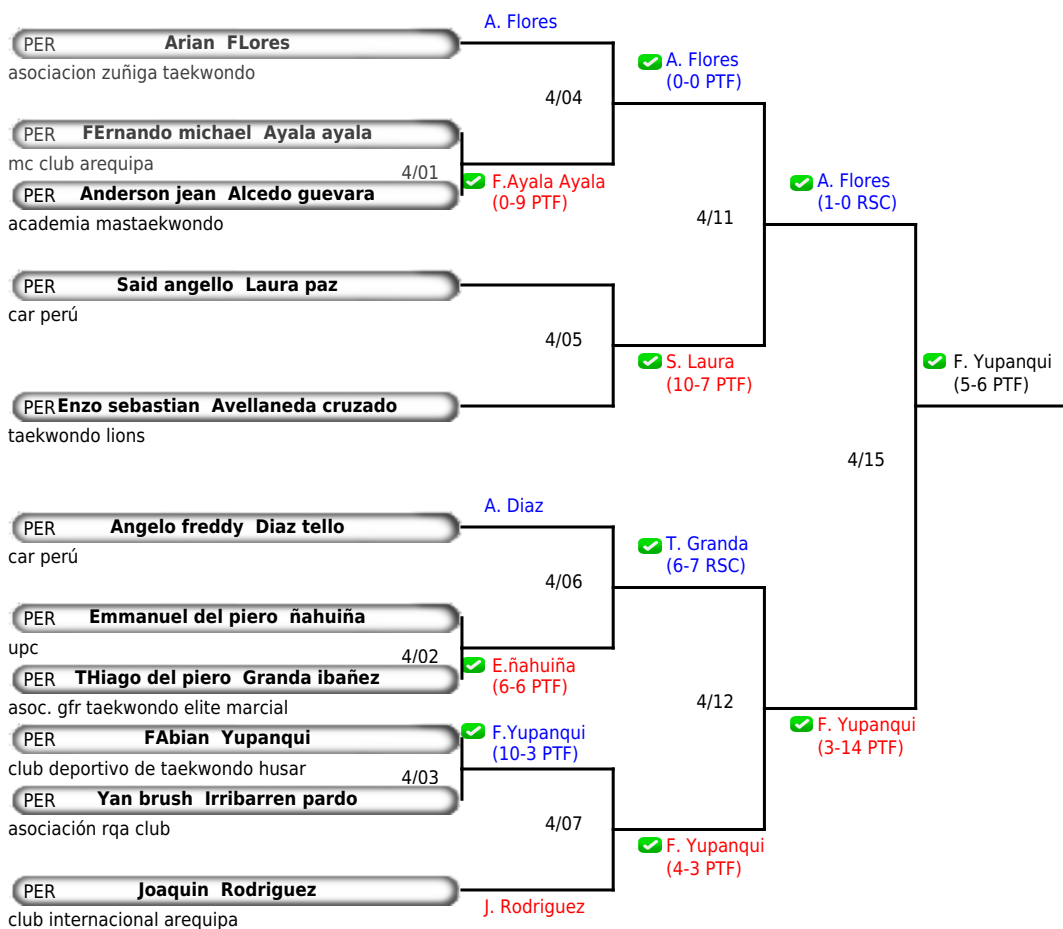 A. Flores
PER Arian FLores
asociacion zuñiga taekwondo
A. Flores
(0-0 PTF)
4/04
PER FErnando michael Ayala ayala
mc club arequipa
4/01
F.Ayala Ayala
(0-9 PTF)
PER Anderson jean Alcedo guevara
academia mastaekwondo
A. Flores
(1-0 RSC)
4/11
PER Said angello Laura paz
car perú
4/05
S. Laura
(10-7 PTF)
F. Yupanqui
(5-6 PTF)
PER Enzo sebastian Avellaneda cruzado
taekwondo lions
4/15
A. Diaz
PER Angelo freddy Diaz tello
car perú
T. Granda
(6-7 RSC)
4/06
PER Emmanuel del piero ñahuiña
upc
4/02
E.ñahuiña
(6-6 PTF)
PER THiago del piero Granda ibañez
asoc. gfr taekwondo elite marcial
4/12
F. Yupanqui
(3-14 PTF)
F.Yupanqui
(10-3 PTF)
PER FAbian Yupanqui
club deportivo de taekwondo husar
4/03
PER Yan brush Irribarren pardo
asociación rqa club
4/07
F. Yupanqui
(4-3 PTF)
PER Joaquin Rodriguez
J. Rodriguez
club internacional arequipa